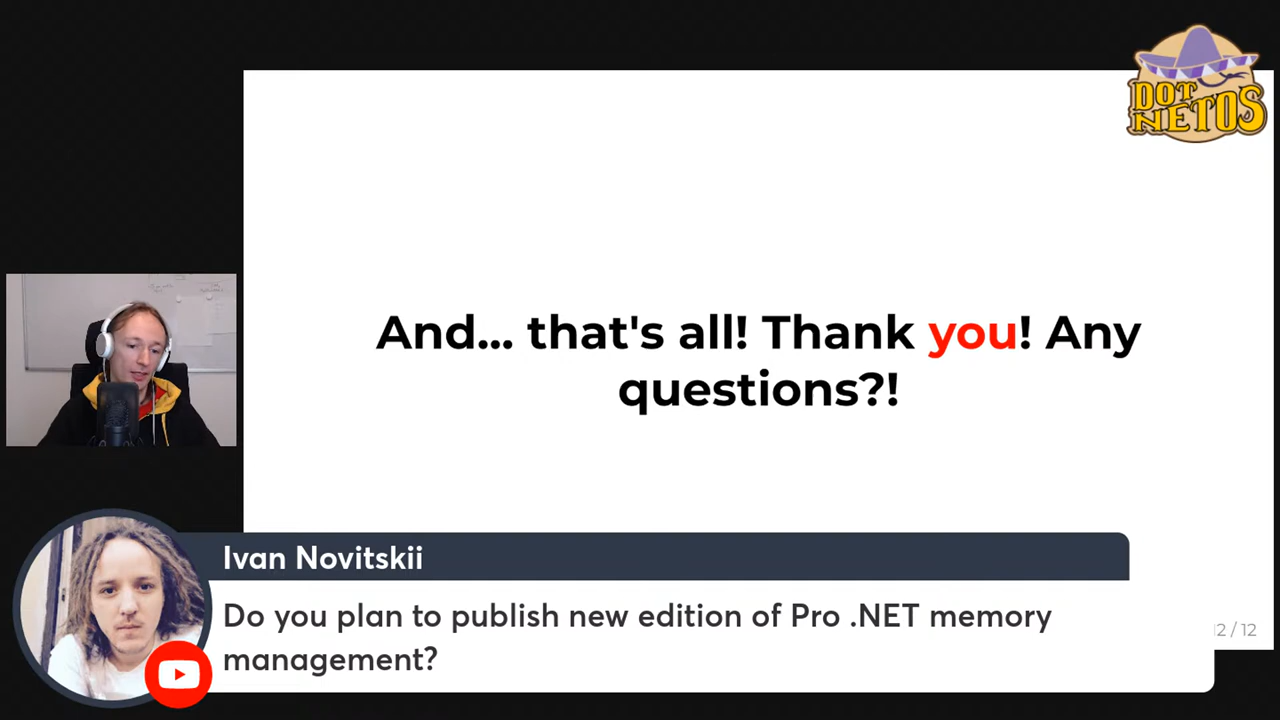 DOT
NETOS
And... that's all! Thank you! Any
questions?!
Ivan Novitskii
Do you plan to publish new edition of Pro .NET memory
management?
12 / 12